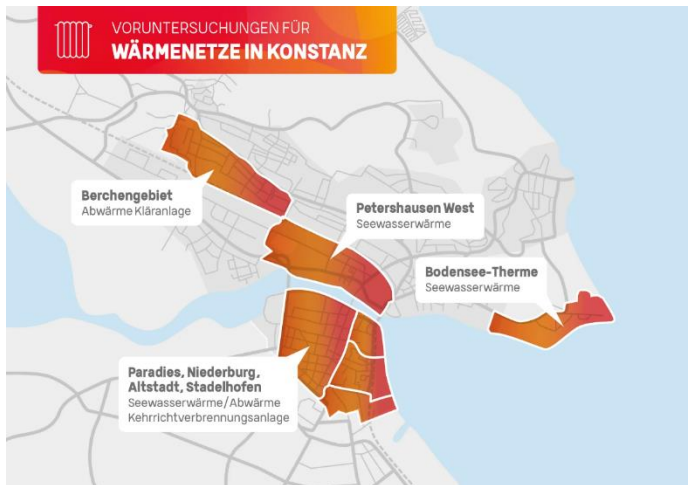 VORUNTERSUCHUNGEN FÜR
WÄRMENETZE IN KONSTANZ
Berchengebiet
Abwärme Kläranlage
Petershausen West
Seewasserwärme
Bodensee-Therme
Seewasserwärme
Paradies, Niederburg,
Altstadt, Stadelhofen
Seewasserwärme/Abwärme
Kehrrichtverbrennungsanlage